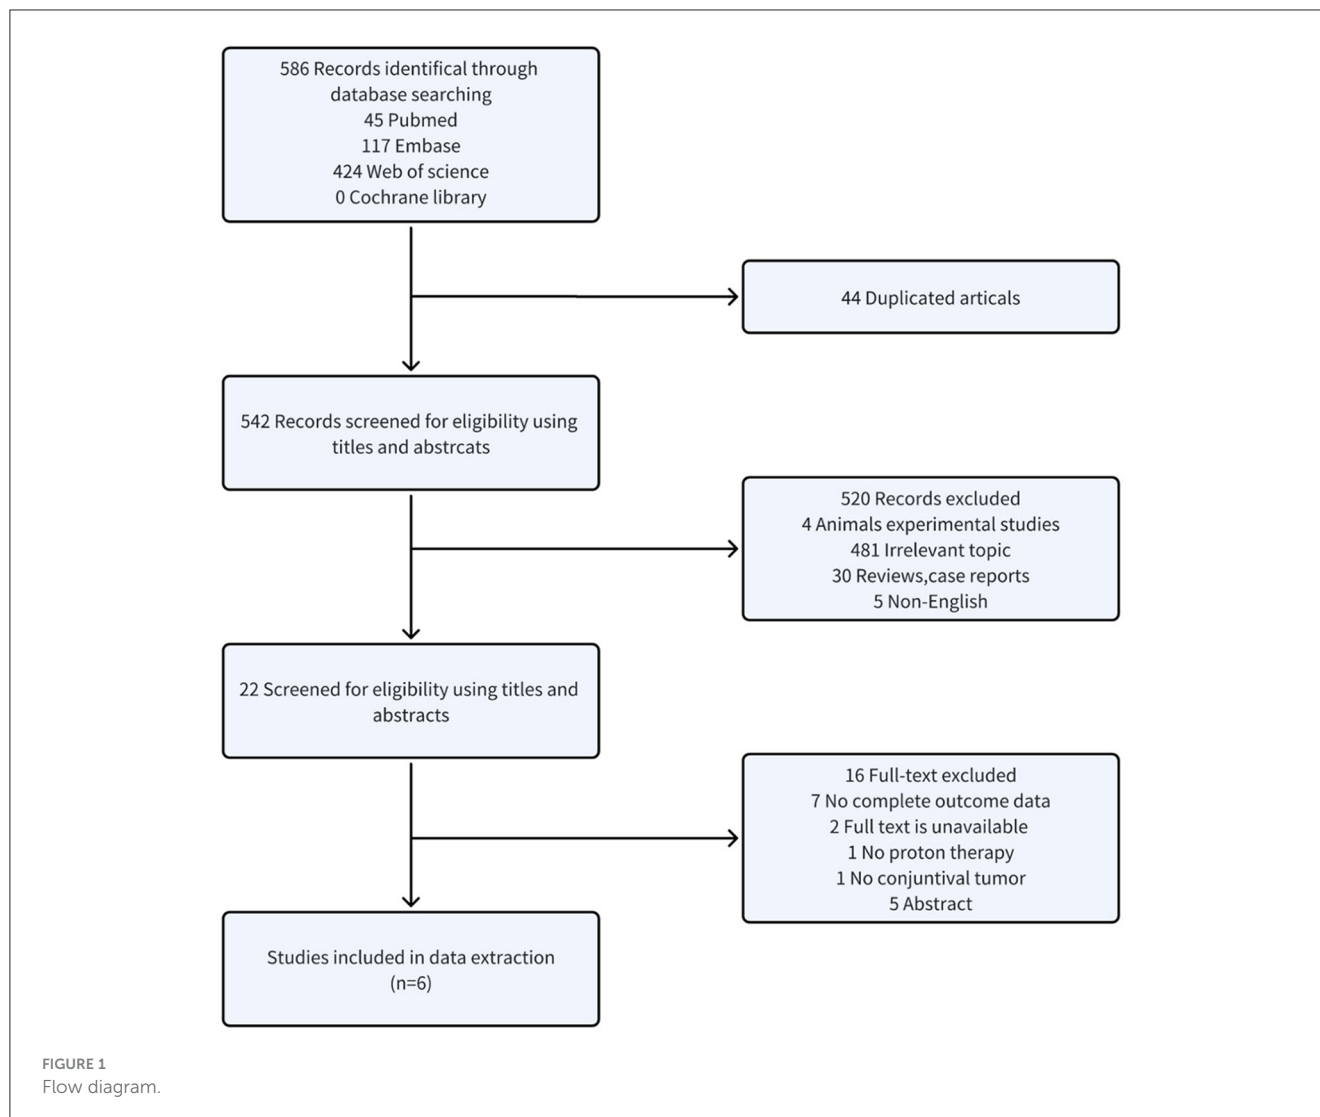 586 Records identifical through
database searching
45 Pubmed
117 Embase
424 Web of science
0 Cochrane library
44 Duplicated articals
542 Records screened for eligibility using
titles and abstrcats
520 Records excluded
4 Animals experimental studies
481 Irrelevant topic
30 Reviews,case reports
5 Non-English
22 Screened for eligibility using titles and
abstracts
16 Full-text excluded
7 No complete outcome data
2 Full text is unavailable
1 No proton therapy
1 No conjuntival tumor
5 Abstract
Studies included in data extraction
(n=6)
FIGURE 1
Flow diagram.